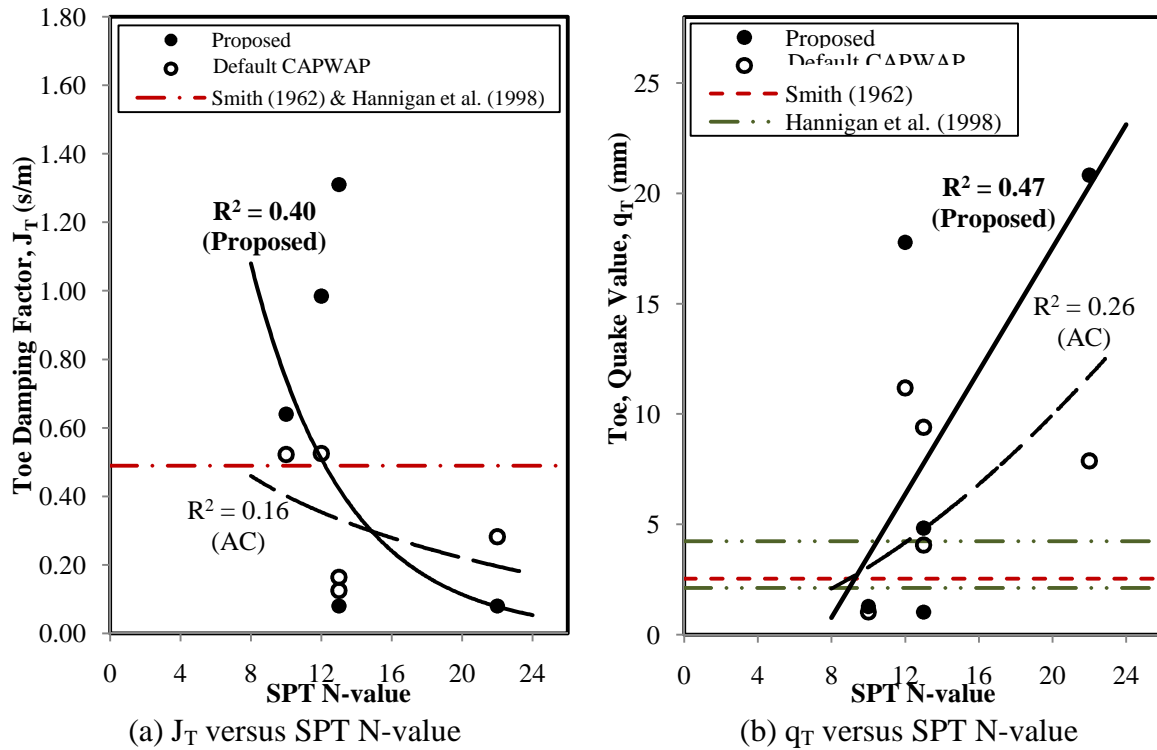 1.80
1.60
1.40
1.20
1.00
0.80
0.60
0.40
0.20
0.00
Toe Damping Factor, J_T (s/m)
Proposed
Default CAPWAP
Smith (1962) & Hannigan et al. (1998)
R² = 0.40
(Proposed)
R² = 0.16
(AC)
0 4 8 12 16 20 24
SPT N-value
(a) J_T versus SPT N-value
25
20
15
10
5
0
Toe, Quake Value, q_T (mm)
Proposed
Default CAPWAP
Smith (1962)
Hannigan et al. (1998)
R² = 0.47
(Proposed)
R² = 0.26
(AC)
0 4 8 12 16 20 24
SPT N-value
(b) q_T versus SPT N-value